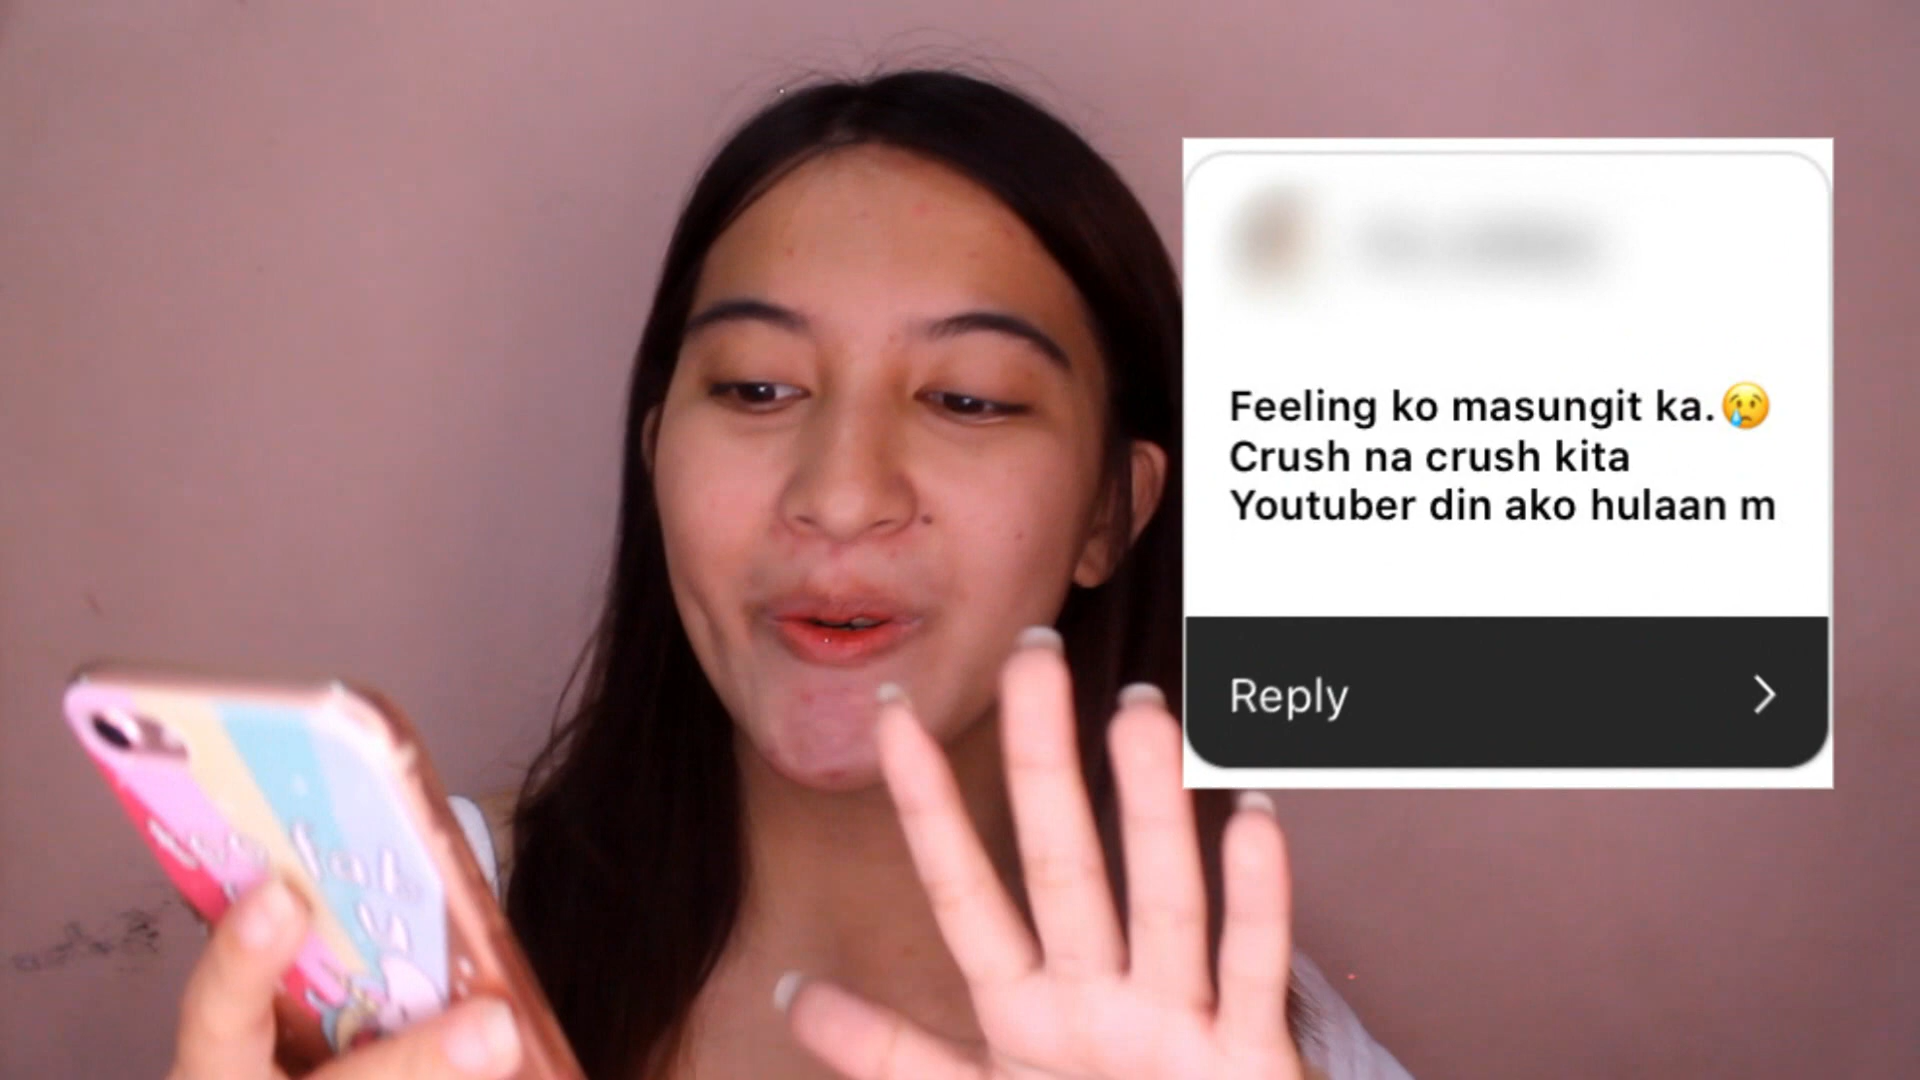 Feeling ko masungit ka.😢
Crush na crush kita
Youtuber din ako hulaan m
Reply